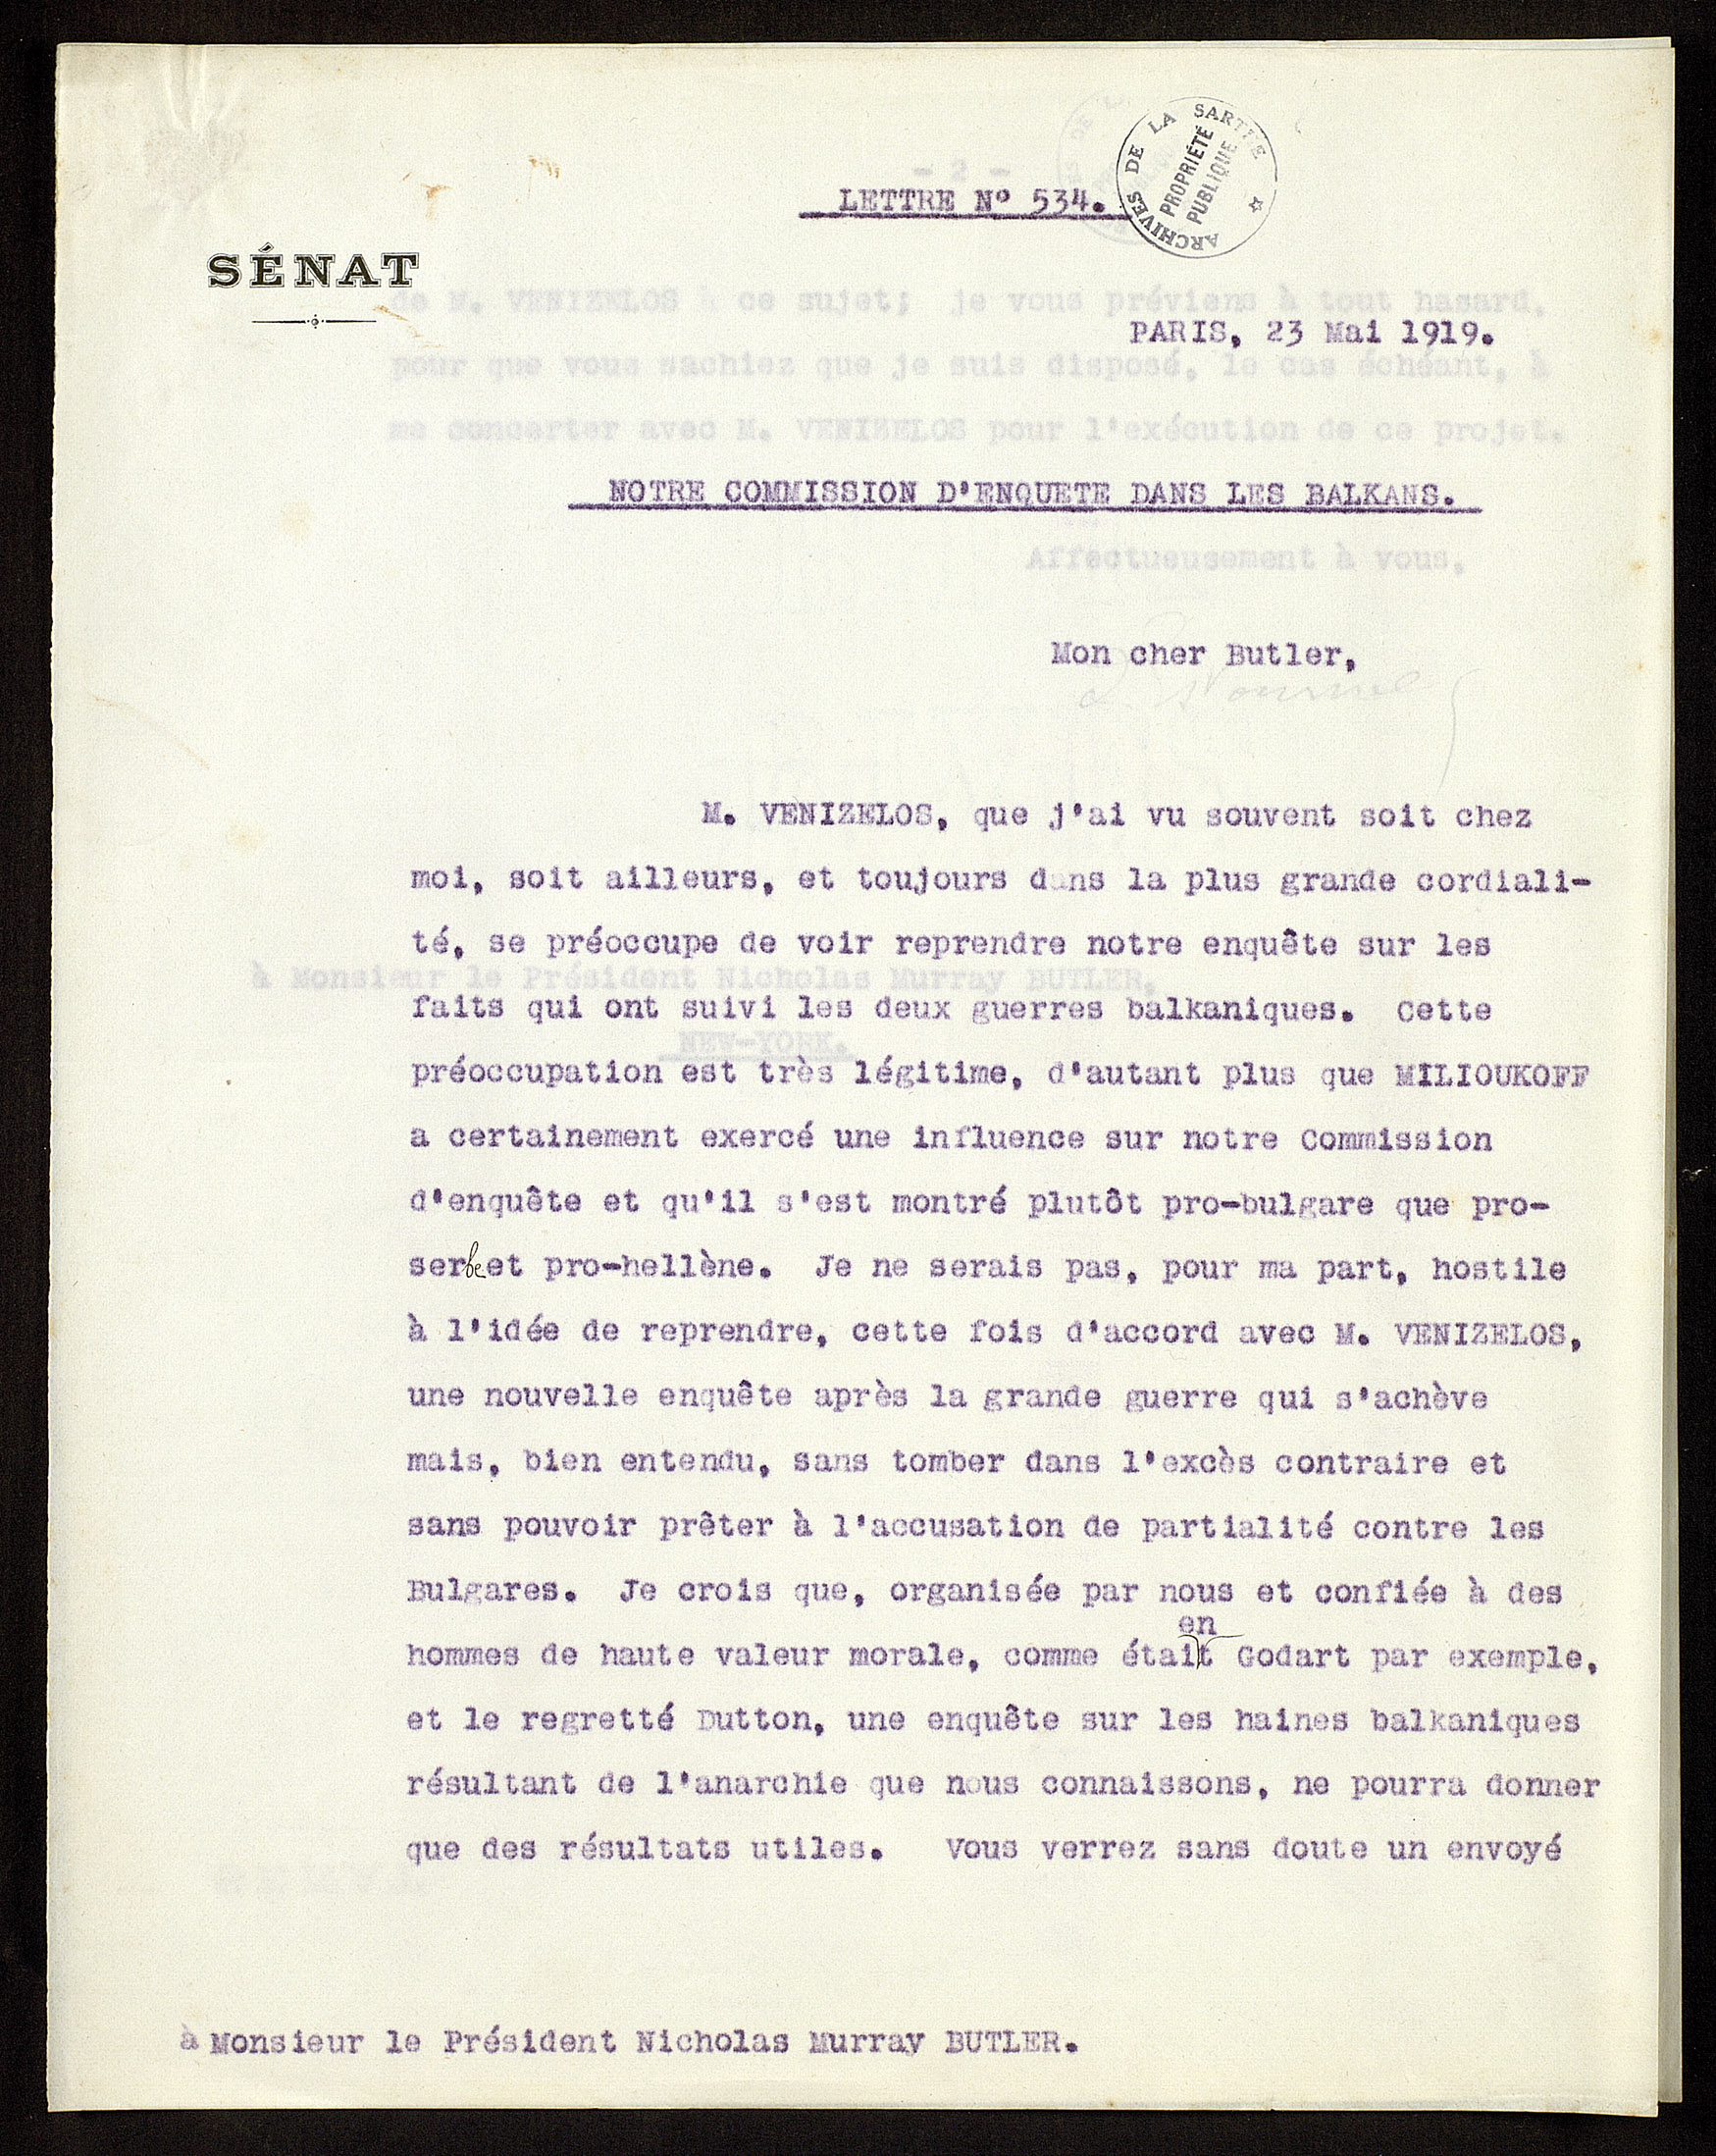 LETTRE Nº 534.
ARCHIVES DE LA SARTHE
PROPRIÉTÉ
PUBLIQUE
SÉNAT
PARIS, 23 Mai 1919.
NOTRE COMMISSION D'ENQUETE DANS LES BALKANS.
Mon cher Butler,
M. VENIZELOS, que j'ai vu souvent soit chez
moi, soit ailleurs, et toujours dans la plus grande cordiali-
té, se préoccupe de voir reprendre notre enquête sur les
faits qui ont suivi les deux guerres balkaniques. Cette
préoccupation est très légitime, d'autant plus que MILIOUKOFF
a certainement exercé une influence sur notre Commission
d'enquête et qu'il s'est montré plutôt pro-bulgare que pro-
serbe et pro-hellène. Je ne serais pas, pour ma part, hostile
à l'idée de reprendre, cette fois d'accord avec M. VENIZELOS,
une nouvelle enquête après la grande guerre qui s'achève
mais, bien entendu, sans tomber dans l'excès contraire et
sans pouvoir prêter à l'accusation de partialité contre les
Bulgares. Je crois que, organisée par nous et confiée à des
en
hommes de haute valeur morale, comme était Godart par exemple,
et le regretté Dutton, une enquête sur les haines balkaniques
résultant de l'anarchie que nous connaissons, ne pourra donner
que des résultats utiles. Vous verrez sans doute un envoyé
à Monsieur le Président Nicholas Murray BUTLER.